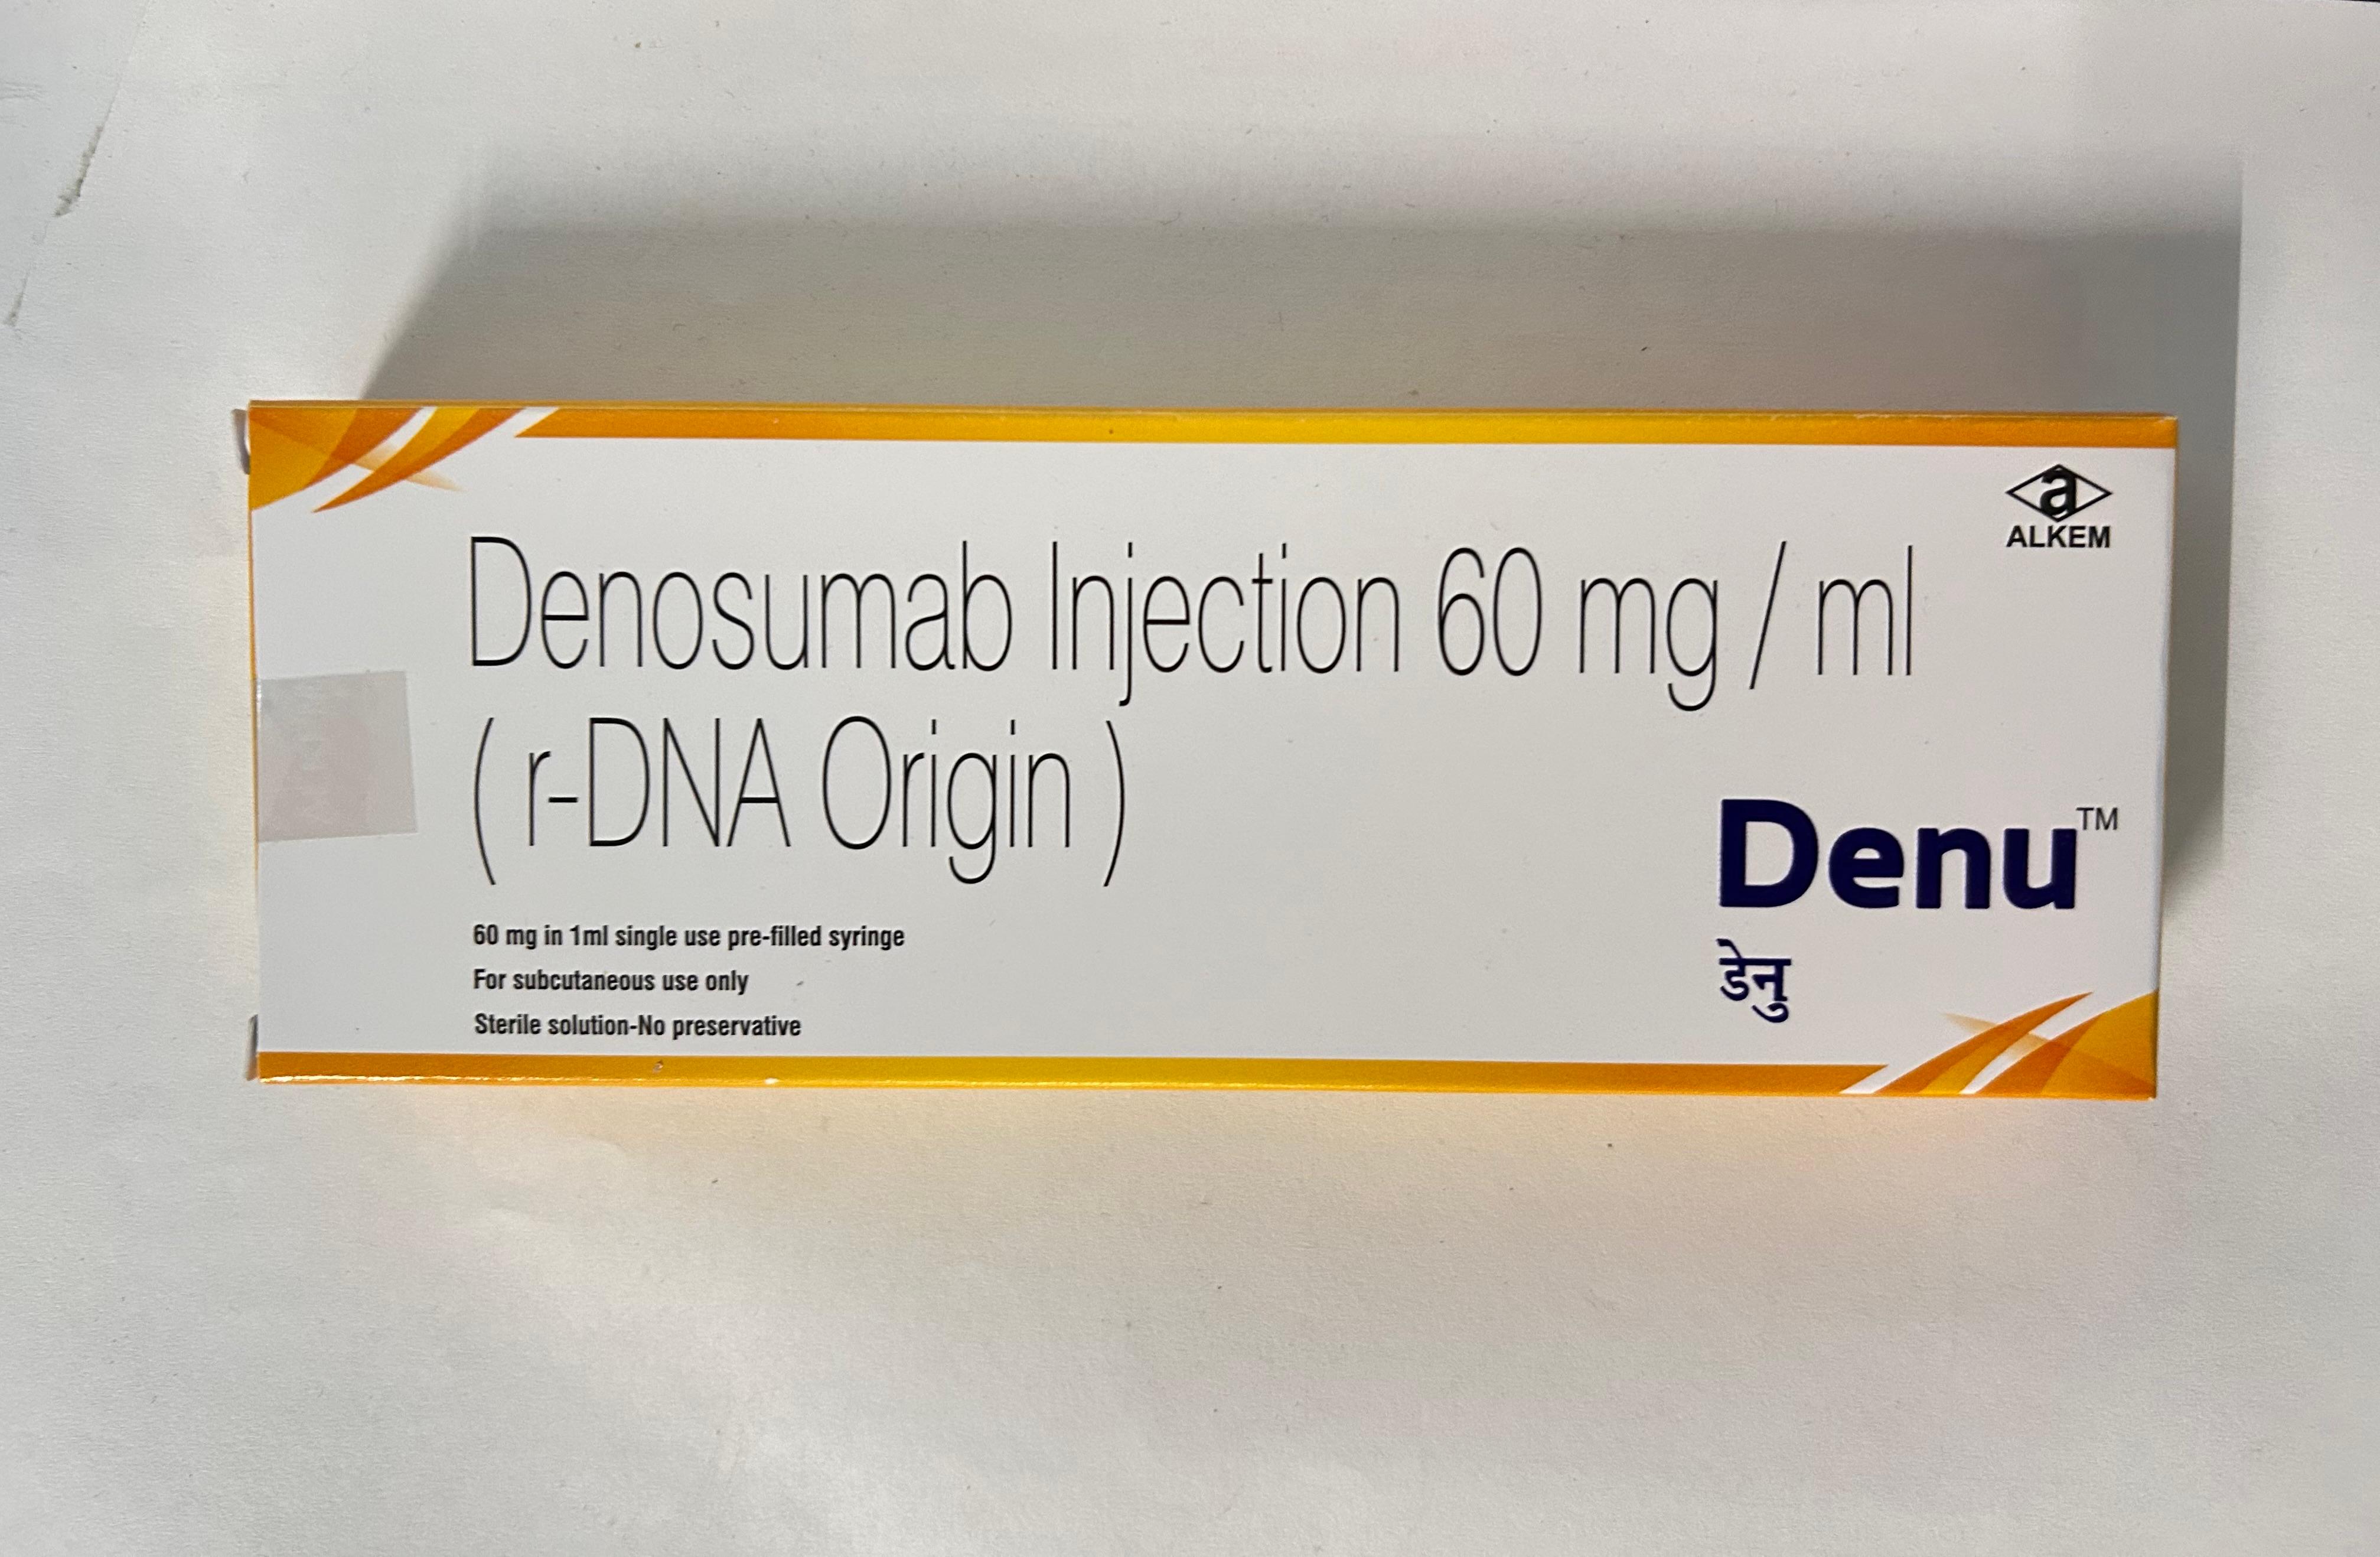 a
ALKEM
Denosumab Injection 60 mg / ml
( r-DNA Origin )
Denu™
डेनु
60 mg in 1ml single use pre-filled syringe
For subcutaneous use only
Sterile solution-No preservative